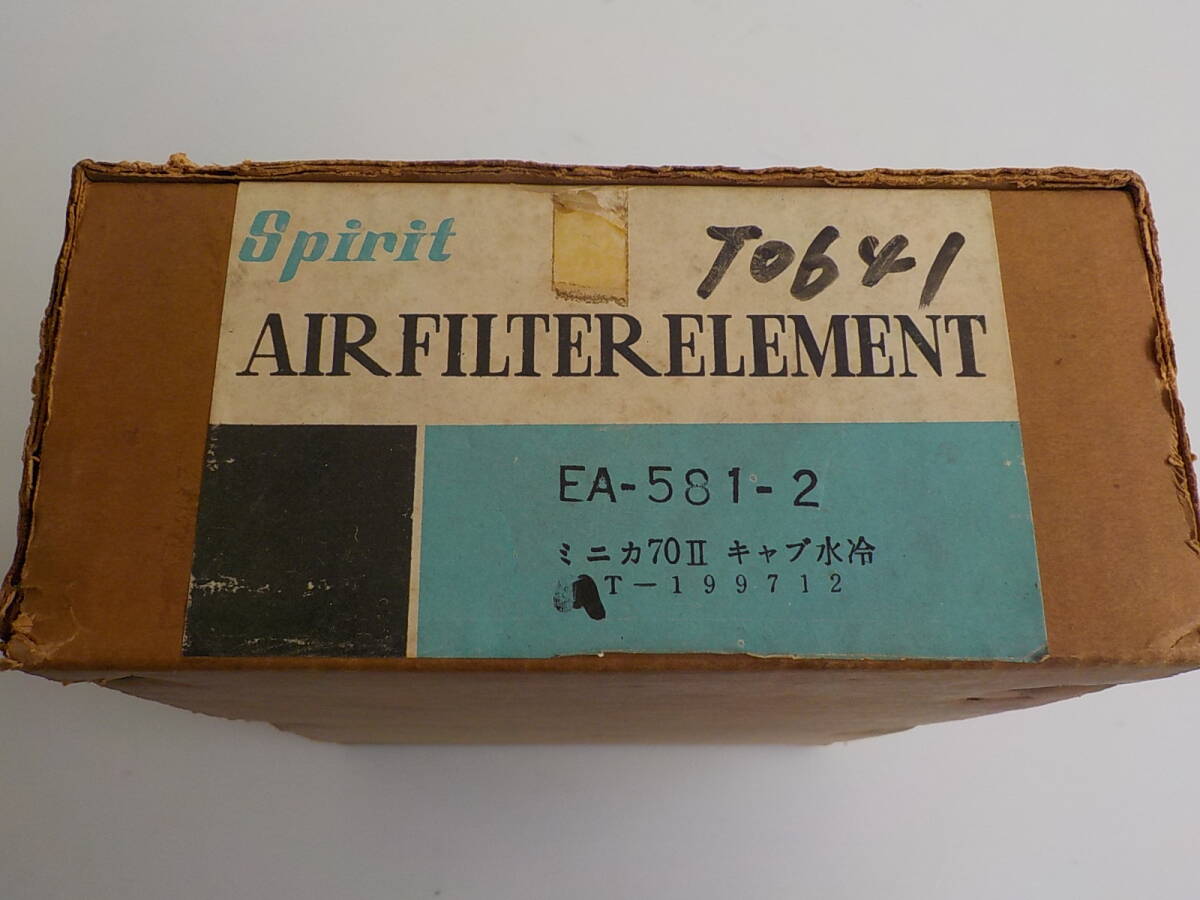 Spirit
T0641
AIR FILTER ELEMENT
EA-581-2
ミニカ70Ⅱ キャブ水冷
T-199712